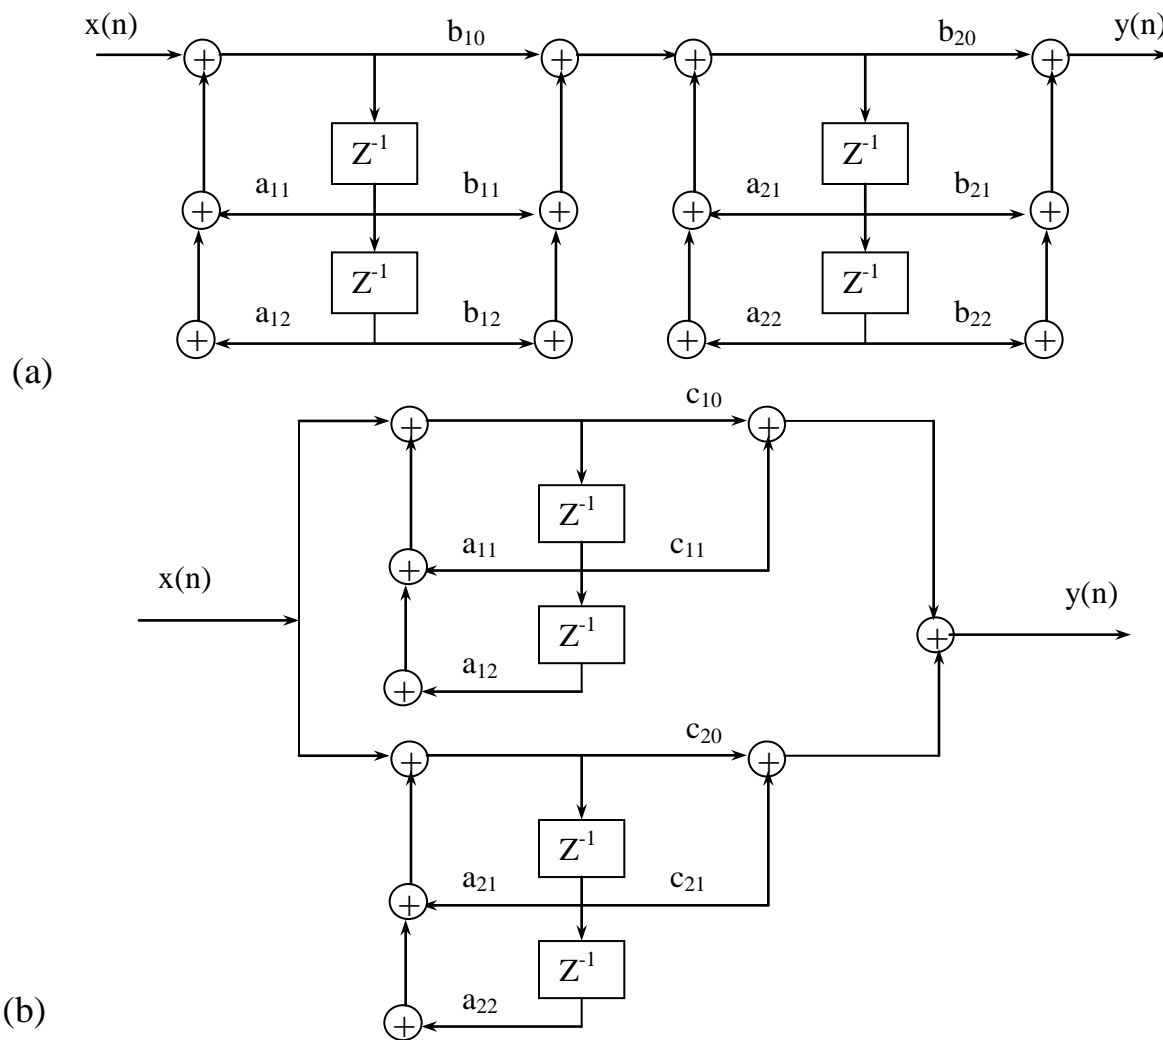 x(n) b₁₀ b₂₀ y(n)
+ + + +
Z⁻¹ Z⁻¹
a₁₁ b₁₁ a₂₁ b₂₁
+ + + +
Z⁻¹ Z⁻¹
a₁₂ b₁₂ a₂₂ b₂₂
+ + + +
(a)
c₁₀
+ +
Z⁻¹
a₁₁ c₁₁
+
x(n) y(n)
Z⁻¹ +
a₁₂
+
c₂₀
+ +
Z⁻¹
a₂₁ c₂₁
+
Z⁻¹
a₂₂
(b) +